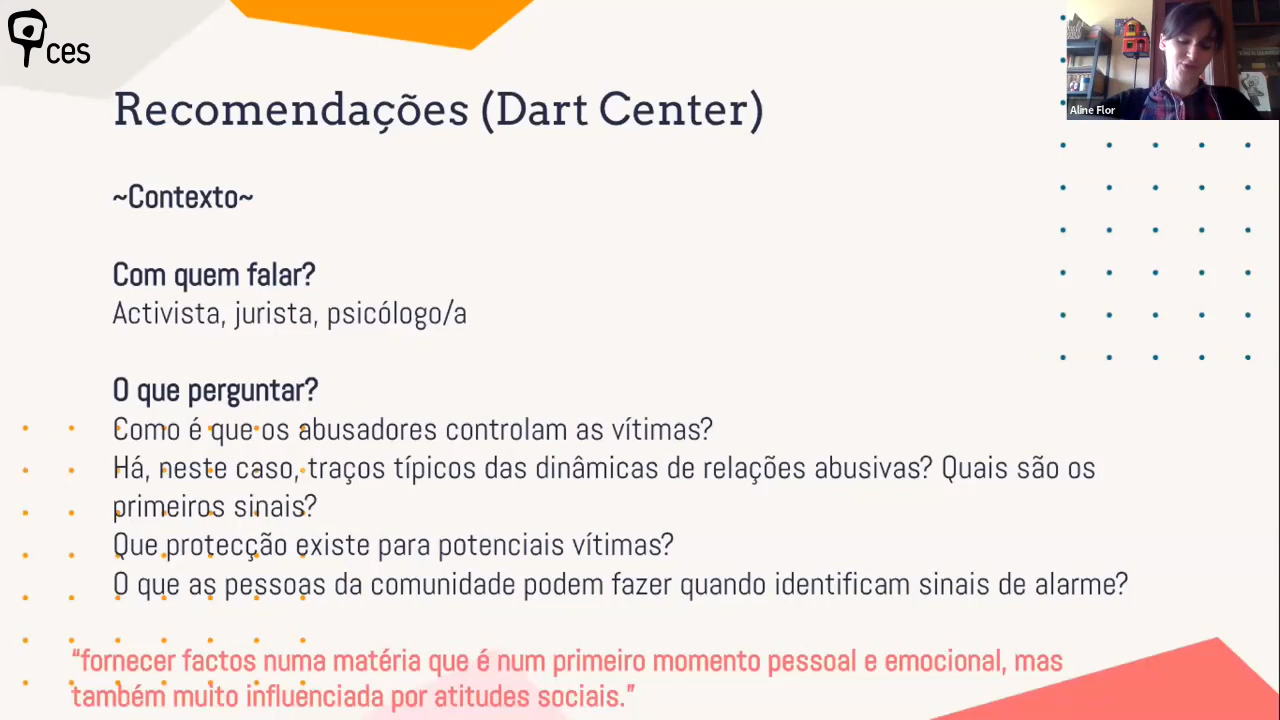 ces
Aline Flor
Recomendações (Dart Center)
~Contexto~
Com quem falar?
Activista, jurista, psicólogo/a
O que perguntar?
Como é que os abusadores controlam as vítimas?
Há, neste caso, traços típicos das dinâmicas de relações abusivas? Quais são os
primeiros sinais?
Que protecção existe para potenciais vítimas?
O que as pessoas da comunidade podem fazer quando identificam sinais de alarme?
“fornecer factos numa matéria que é num primeiro momento pessoal e emocional, mas
também muito influenciada por atitudes sociais.”